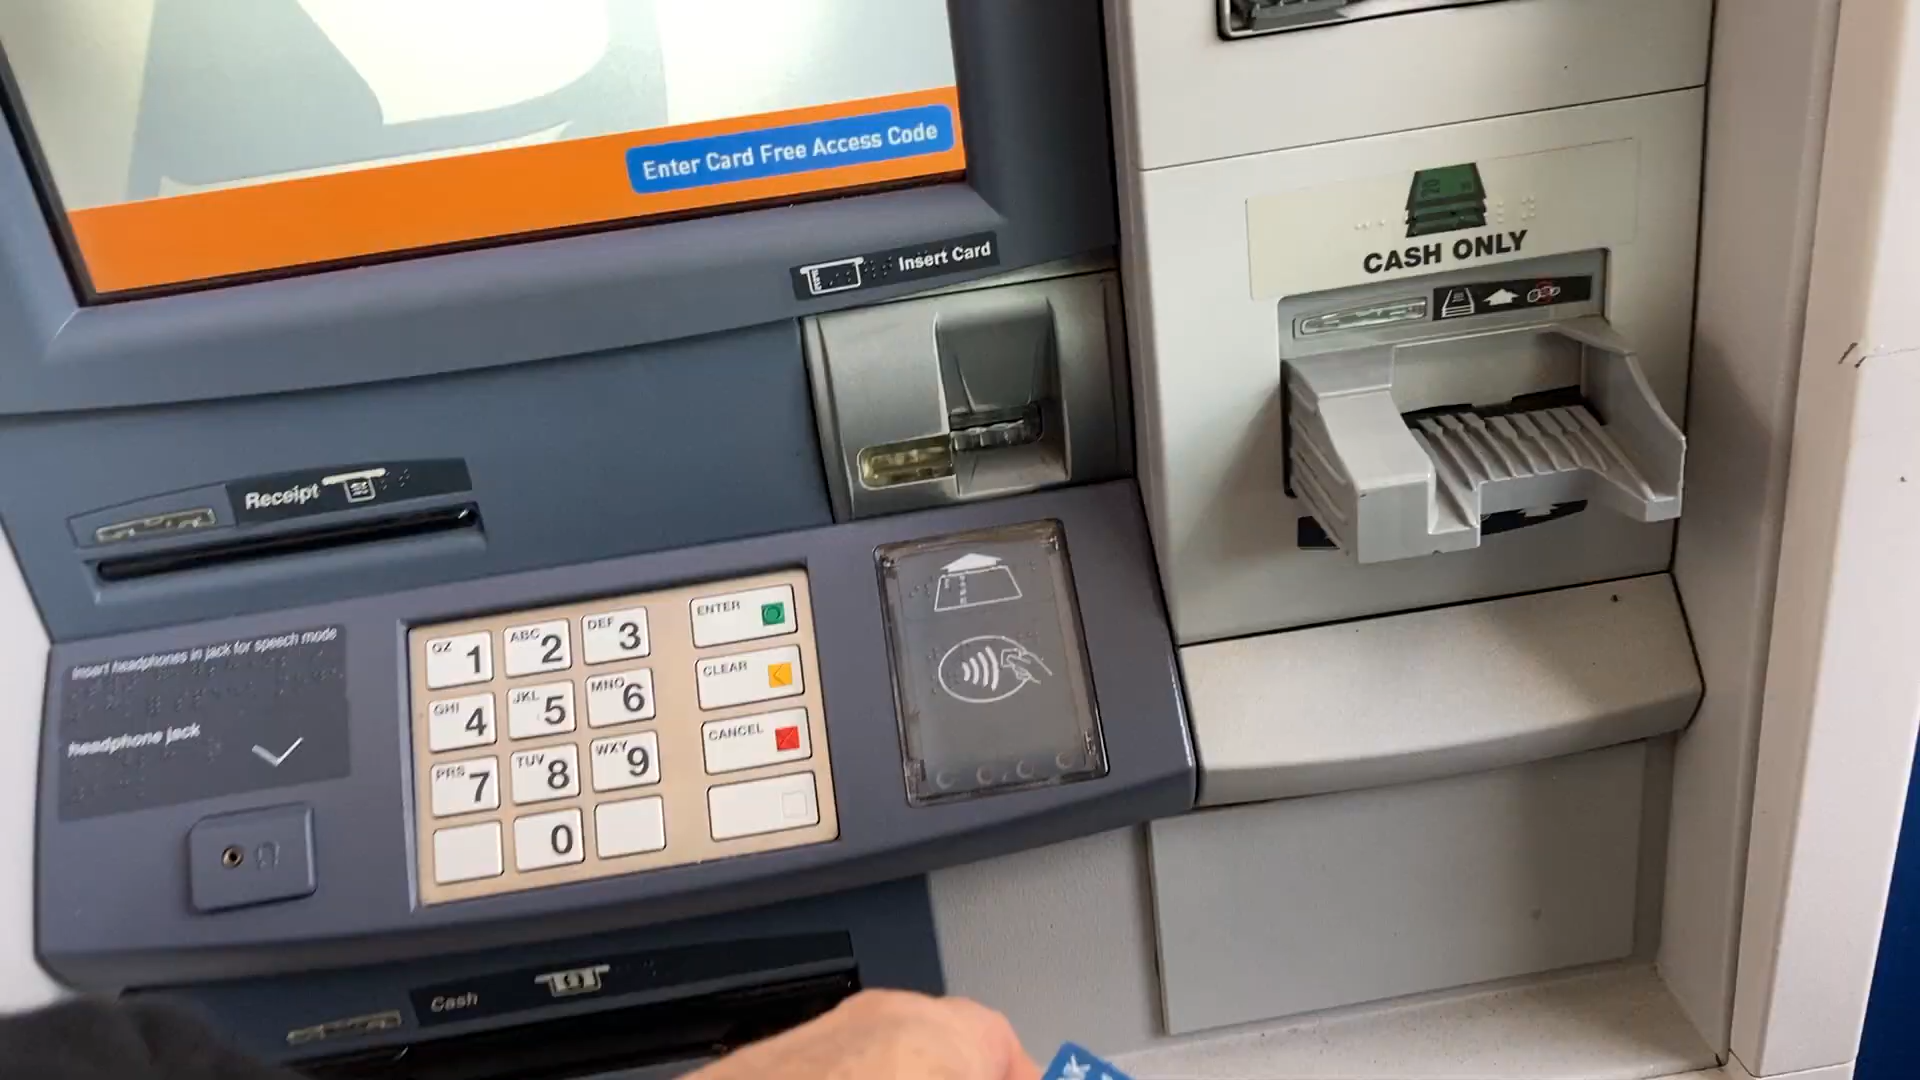 Enter Card Free Access Code
Insert Card
20
CASH ONLY
Receipt
Insert headphones in jack for speech mode
headphone jack
QZ 1
ABC 2
DEF 3
ENTER
GHI 4
JKL 5
MNO 6
CLEAR
PRS 7
TUV 8
WXY 9
CANCEL
0
Cash